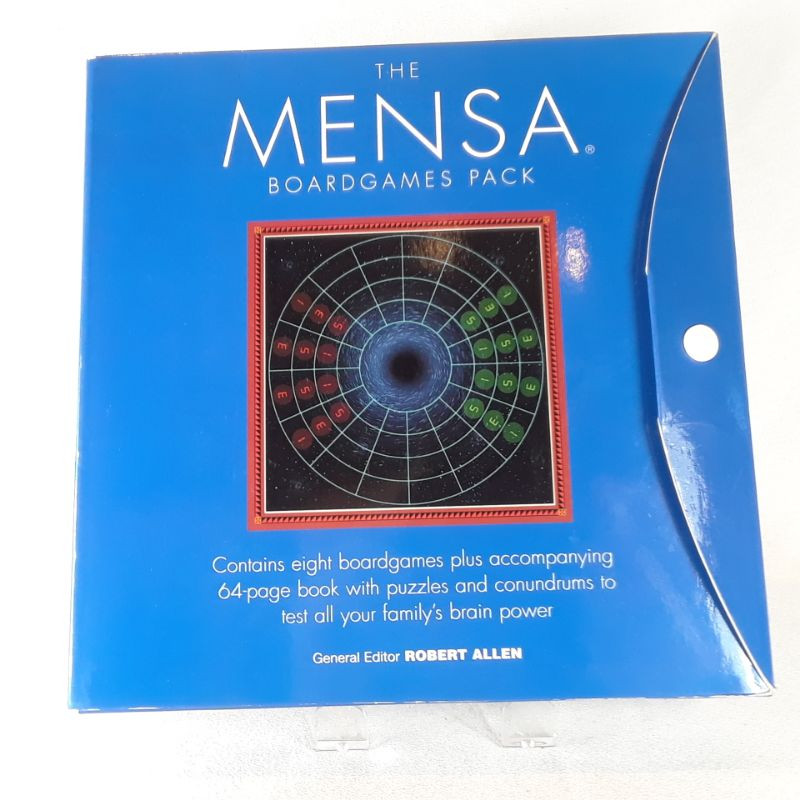 THE
MENSA®
BOARDGAMES PACK
Contains eight boardgames plus accompanying
64-page book with puzzles and conundrums to
test all your family's brain power
General Editor ROBERT ALLEN